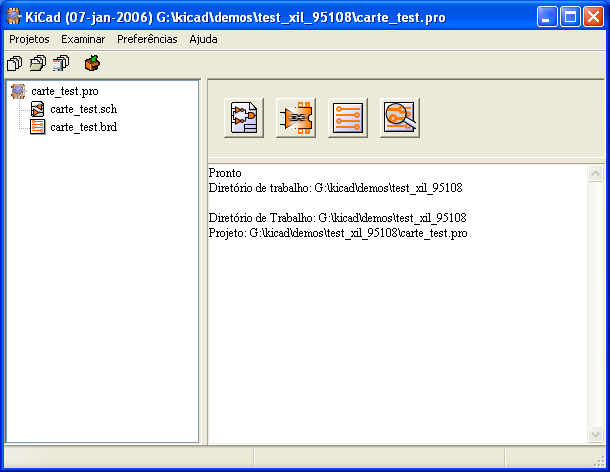 KiCad (07-jan-2006) G:\kicad\demos\test_xil_95108\carte_test.pro
Projetos Examinar Preferências Ajuda
carte_test.pro
carte_test.sch
carte_test.brd
Pronto
Diretório de trabalho: G:\kicad\demos\test_xil_95108
Diretório de Trabalho: G:\kicad\demos\test_xil_95108
Projeto: G:\kicad\demos\test_xil_95108\carte_test.pro